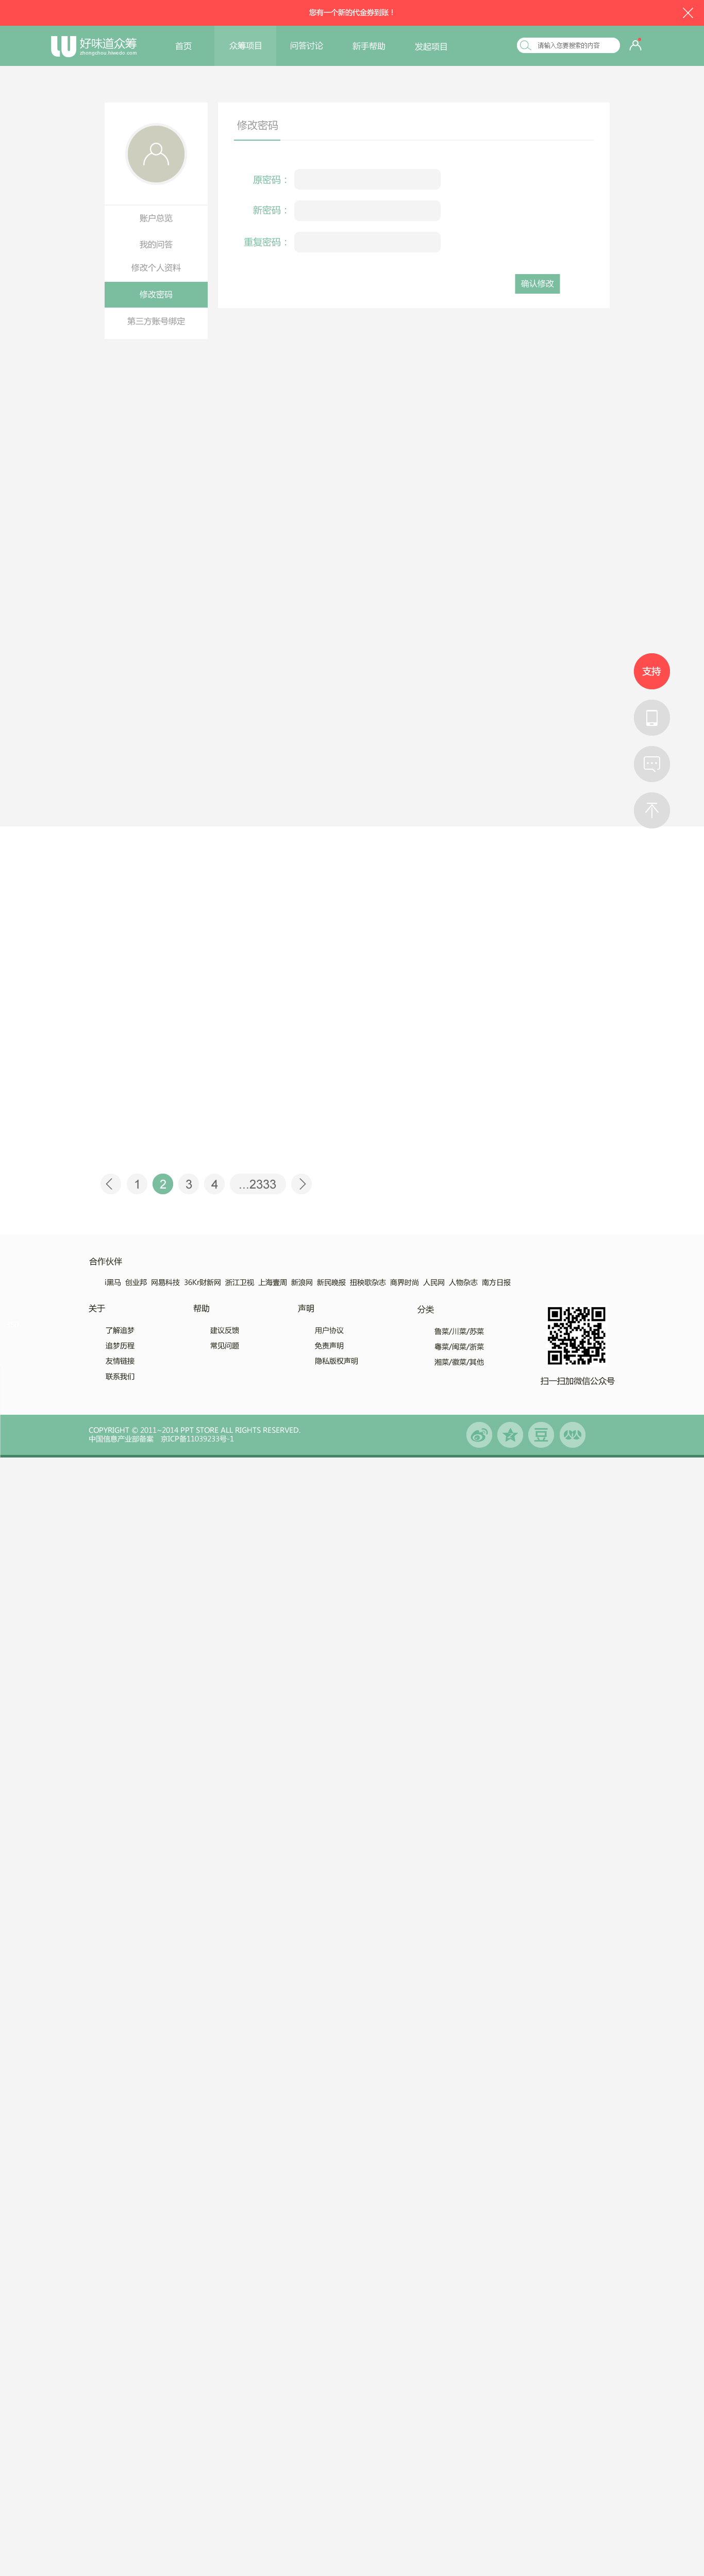 您有一个新的代金券到账！
好味道众筹
zhongchou.towedo.com
首页 众筹项目 问答讨论 新手帮助 发起项目
请输入您要搜索的内容
修改密码
原密码：
新密码：
重复密码：
确认修改
账户总览
我的问答
修改个人资料
修改密码
第三方账号绑定
支持
1 2 3 4 ...2333
合作伙伴
i黑马 创业邦 网易科技 36Kr财新网 浙江卫视 上海壹周 新浪网 新民晚报 扭秧歌杂志 商界时尚 人民网 人物杂志 南方日报
关于
了解追梦
追梦历程
友情链接
联系我们
帮助
建议反馈
常见问题
声明
用户协议
免责声明
隐私版权声明
分类
鲁菜/川菜/苏菜
粤菜/闽菜/浙菜
湘菜/徽菜/其他
扫一扫加微信公众号
COPYRIGHT © 2011~2014 PPT STORE ALL RIGHTS RESERVED.
中国信息产业部备案 京ICP备11039233号-1
豆